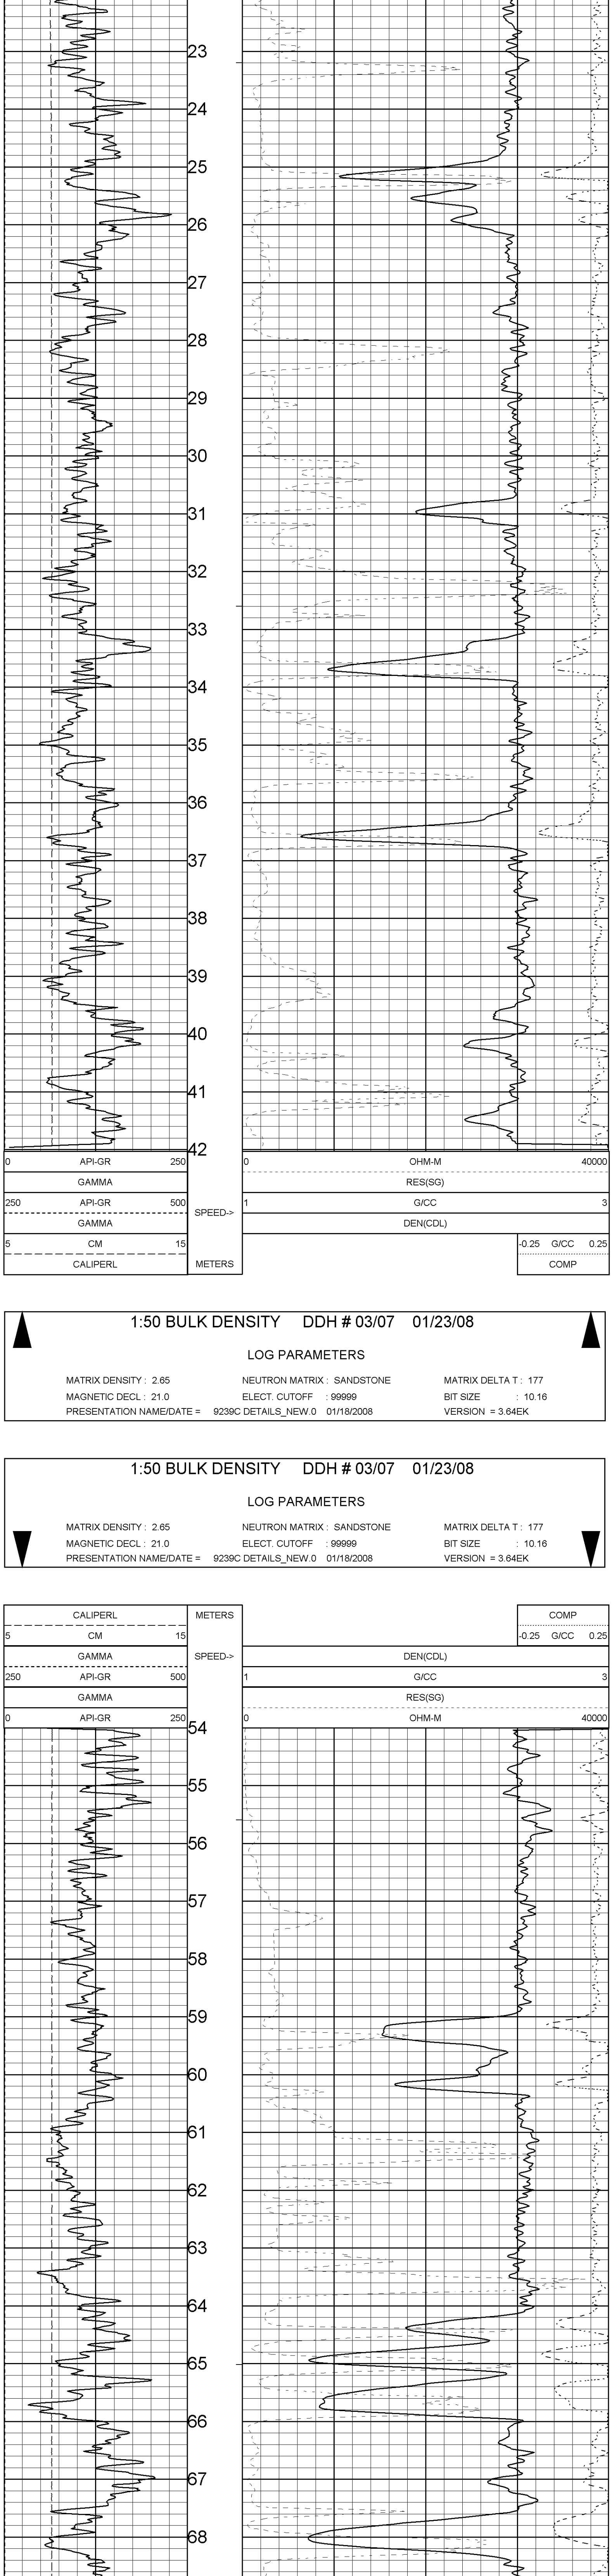 23
24
25
26
27
28
29
30
31
32
33
34
35
36
37
38
39
40
41
42
0 API-GR 250 0 OHM-M 40000
GAMMA RES(SG)
250 API-GR 500 SPEED-> 1 G/CC 3
GAMMA DEN(CDL)
5 CM 15 -0.25 G/CC 0.25
CALIPERL METERS COMP
1:50 BULK DENSITY DDH # 03/07 01/23/08
LOG PARAMETERS
MATRIX DENSITY : 2.65 NEUTRON MATRIX : SANDSTONE MATRIX DELTA T : 177
MAGNETIC DECL : 21.0 ELECT. CUTOFF : 99999 BIT SIZE : 10.16
PRESENTATION NAME/DATE = 9239C DETAILS_NEW.0 01/18/2008 VERSION = 3.64EK
1:50 BULK DENSITY DDH # 03/07 01/23/08
LOG PARAMETERS
MATRIX DENSITY : 2.65 NEUTRON MATRIX : SANDSTONE MATRIX DELTA T : 177
MAGNETIC DECL : 21.0 ELECT. CUTOFF : 99999 BIT SIZE : 10.16
PRESENTATION NAME/DATE = 9239C DETAILS_NEW.0 01/18/2008 VERSION = 3.64EK
CALIPERL METERS COMP
5 CM 15 -0.25 G/CC 0.25
GAMMA SPEED-> DEN(CDL)
250 API-GR 500 1 G/CC 3
GAMMA RES(SG)
0 API-GR 250 0 OHM-M 40000
54
55
56
57
58
59
60
61
62
63
64
65
66
67
68